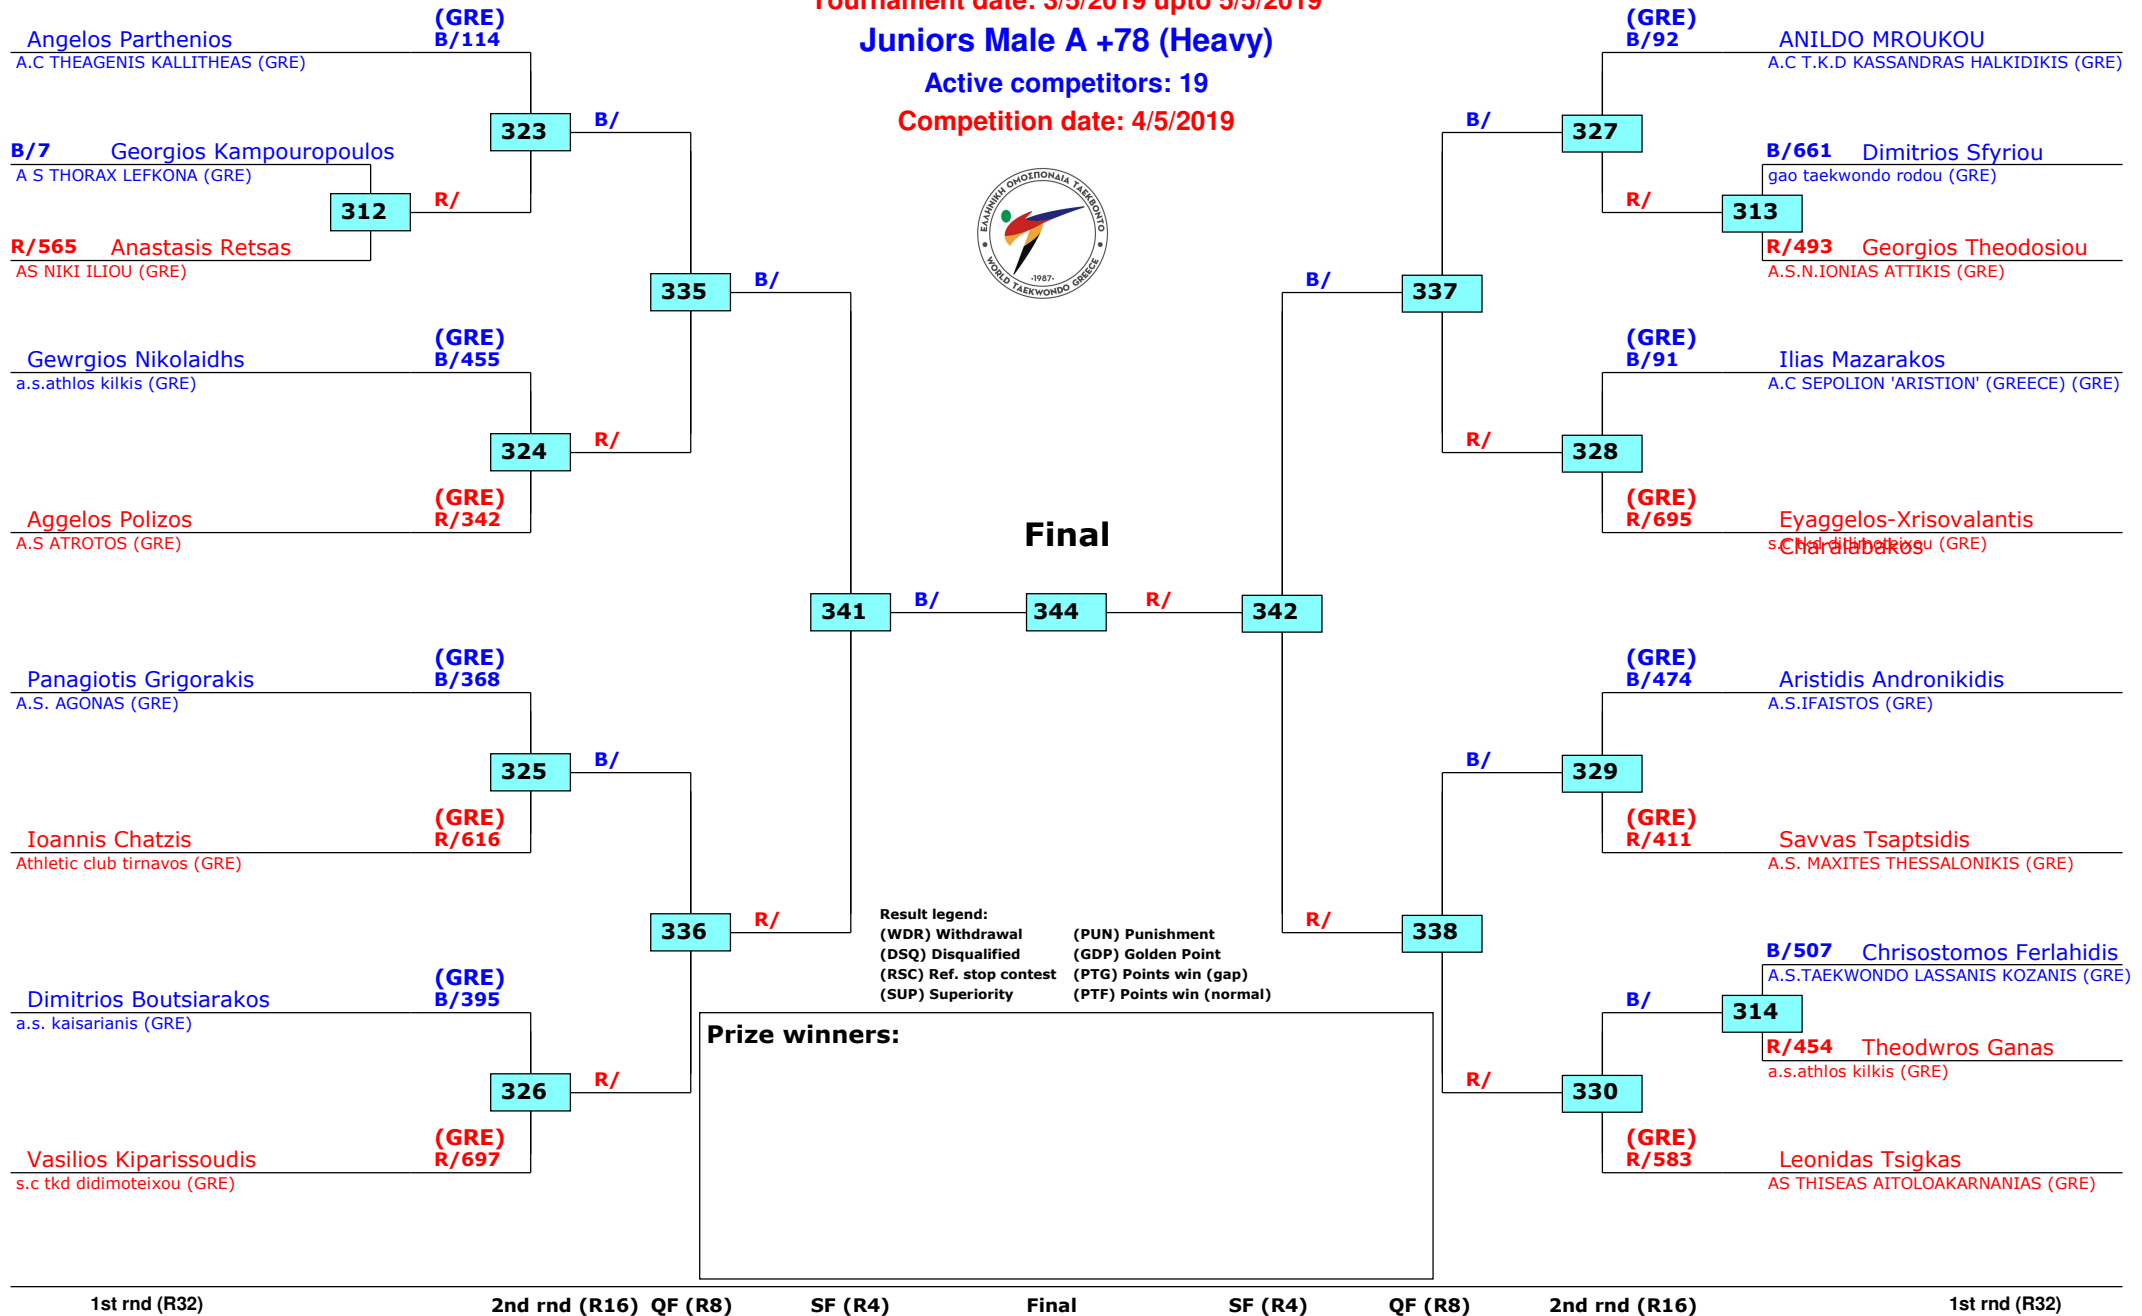 Tournament date: 3/5/2019 upto 5/5/2019
Juniors Male A +78 (Heavy)
Active competitors: 19
Competition date: 4/5/2019
ΕΛΛΗΝΙΚΗ ΟΜΟΣΠΟΝΔΙΑ ΤΑΕΚΒΟΝΤΟ
·1987·
WORLD TAEKWONDO GREECE
(GRE)
Angelos Parthenios B/114
A.C THEAGENIS KALLITHEAS (GRE)
323
B/
B/7 Georgios Kampouropoulos
A S THORAX LEFKONA (GRE)
312
R/
R/565 Anastasis Retsas
AS NIKI ILIOU (GRE)
335
B/
(GRE)
Gewrgios Nikolaidhs B/455
a.s.athlos kilkis (GRE)
324
R/
(GRE)
Aggelos Polizos R/342
A.S ATROTOS (GRE)
(GRE)
Panagiotis Grigorakis B/368
A.S. AGONAS (GRE)
325
B/
(GRE)
Ioannis Chatzis R/616
Athletic club tirnavos (GRE)
336
R/
(GRE)
Dimitrios Boutsiarakos B/395
a.s. kaisarianis (GRE)
326
R/
(GRE)
Vasilios Kiparissoudis R/697
s.c tkd didimoteixou (GRE)
Final
341 B/ 344 R/ 342
(GRE)
B/92 ANILDO MROUKOU
A.C T.K.D KASSANDRAS HALKIDIKIS (GRE)
B/
327
B/661 Dimitrios Sfyriou
gao taekwondo rodou (GRE)
R/
313
R/493 Georgios Theodosiou
A.S.N.IONIAS ATTIKIS (GRE)
B/
337
(GRE)
B/91 Ilias Mazarakos
A.C SEPOLION 'ARISTION' (GREECE) (GRE)
R/
328
(GRE)
R/695 Eyaggelos-Xrisovalantis
Charalabakos
s.c tkd didimoteixou (GRE)
(GRE)
B/474 Aristidis Andronikidis
A.S.IFAISTOS (GRE)
B/
329
(GRE)
R/411 Savvas Tsaptsidis
A.S. MAXITES THESSALONIKIS (GRE)
R/
338
B/507 Chrisostomos Ferlahidis
A.S.TAEKWONDO LASSANIS KOZANIS (GRE)
B/
314
R/454 Theodwros Ganas
a.s.athlos kilkis (GRE)
R/
330
(GRE)
R/583 Leonidas Tsigkas
AS THISEAS AITOLOAKARNANIAS (GRE)
Result legend:
(WDR) Withdrawal (PUN) Punishment
(DSQ) Disqualified (GDP) Golden Point
(RSC) Ref. stop contest (PTG) Points win (gap)
(SUP) Superiority (PTF) Points win (normal)
Prize winners:
1st rnd (R32) 2nd rnd (R16) QF (R8) SF (R4) Final SF (R4) QF (R8) 2nd rnd (R16) 1st rnd (R32)